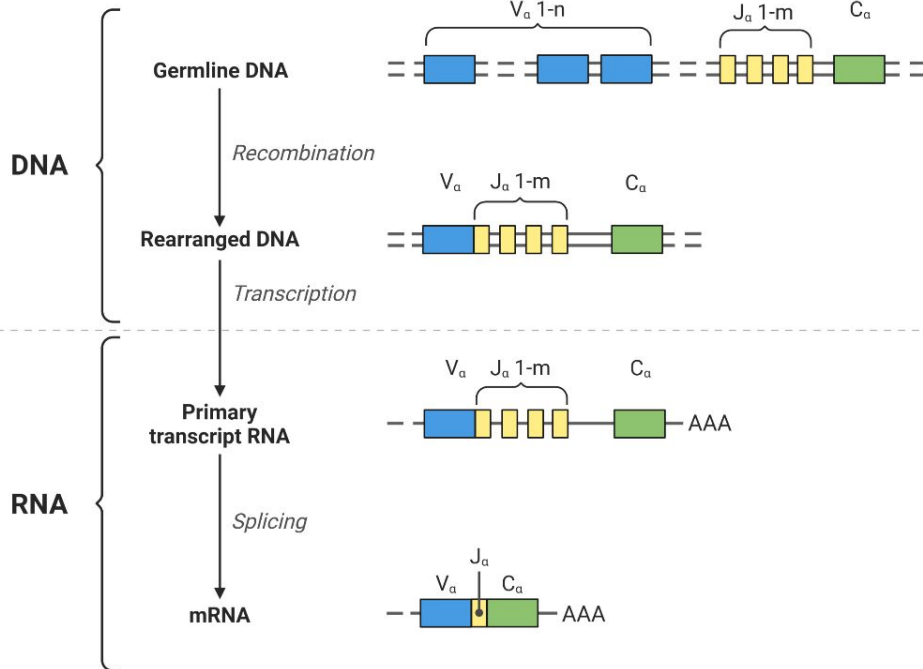 Vα 1-n
Jα 1-m
Cα
Germline DNA
Recombination
DNA
Vα
Jα 1-m
Cα
Rearranged DNA
Transcription
Vα
Jα 1-m
Cα
Primary
transcript RNA
AAA
RNA
Splicing
Jα
Vα
Cα
mRNA
AAA